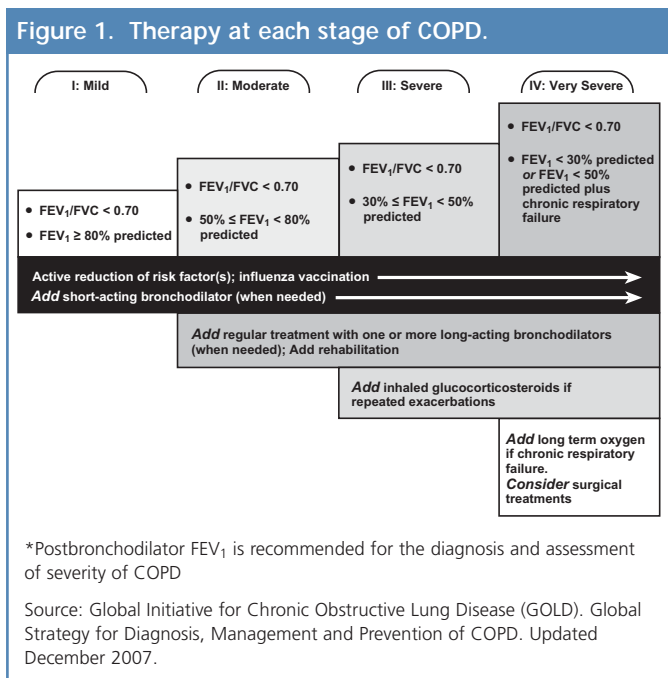 Figure 1. Therapy at each stage of COPD.
I: Mild
II: Moderate
III: Severe
IV: Very Severe
• FEV₁/FVC < 0.70
• FEV₁ ≥ 80% predicted
• FEV₁/FVC < 0.70
• 50% ≤ FEV₁ < 80%
predicted
• FEV₁/FVC < 0.70
• 30% ≤ FEV₁ < 50%
predicted
• FEV₁/FVC < 0.70
• FEV₁ < 30% predicted
or FEV₁ < 50%
predicted plus
chronic respiratory
failure
Active reduction of risk factor(s); influenza vaccination
Add short-acting bronchodilator (when needed)
Add regular treatment with one or more long-acting bronchodilators
(when needed); Add rehabilitation
Add inhaled glucocorticosteroids if
repeated exacerbations
Add long term oxygen
if chronic respiratory
failure.
Consider surgical
treatments
*Postbronchodilator FEV₁ is recommended for the diagnosis and assessment
of severity of COPD
Source: Global Initiative for Chronic Obstructive Lung Disease (GOLD). Global
Strategy for Diagnosis, Management and Prevention of COPD. Updated
December 2007.